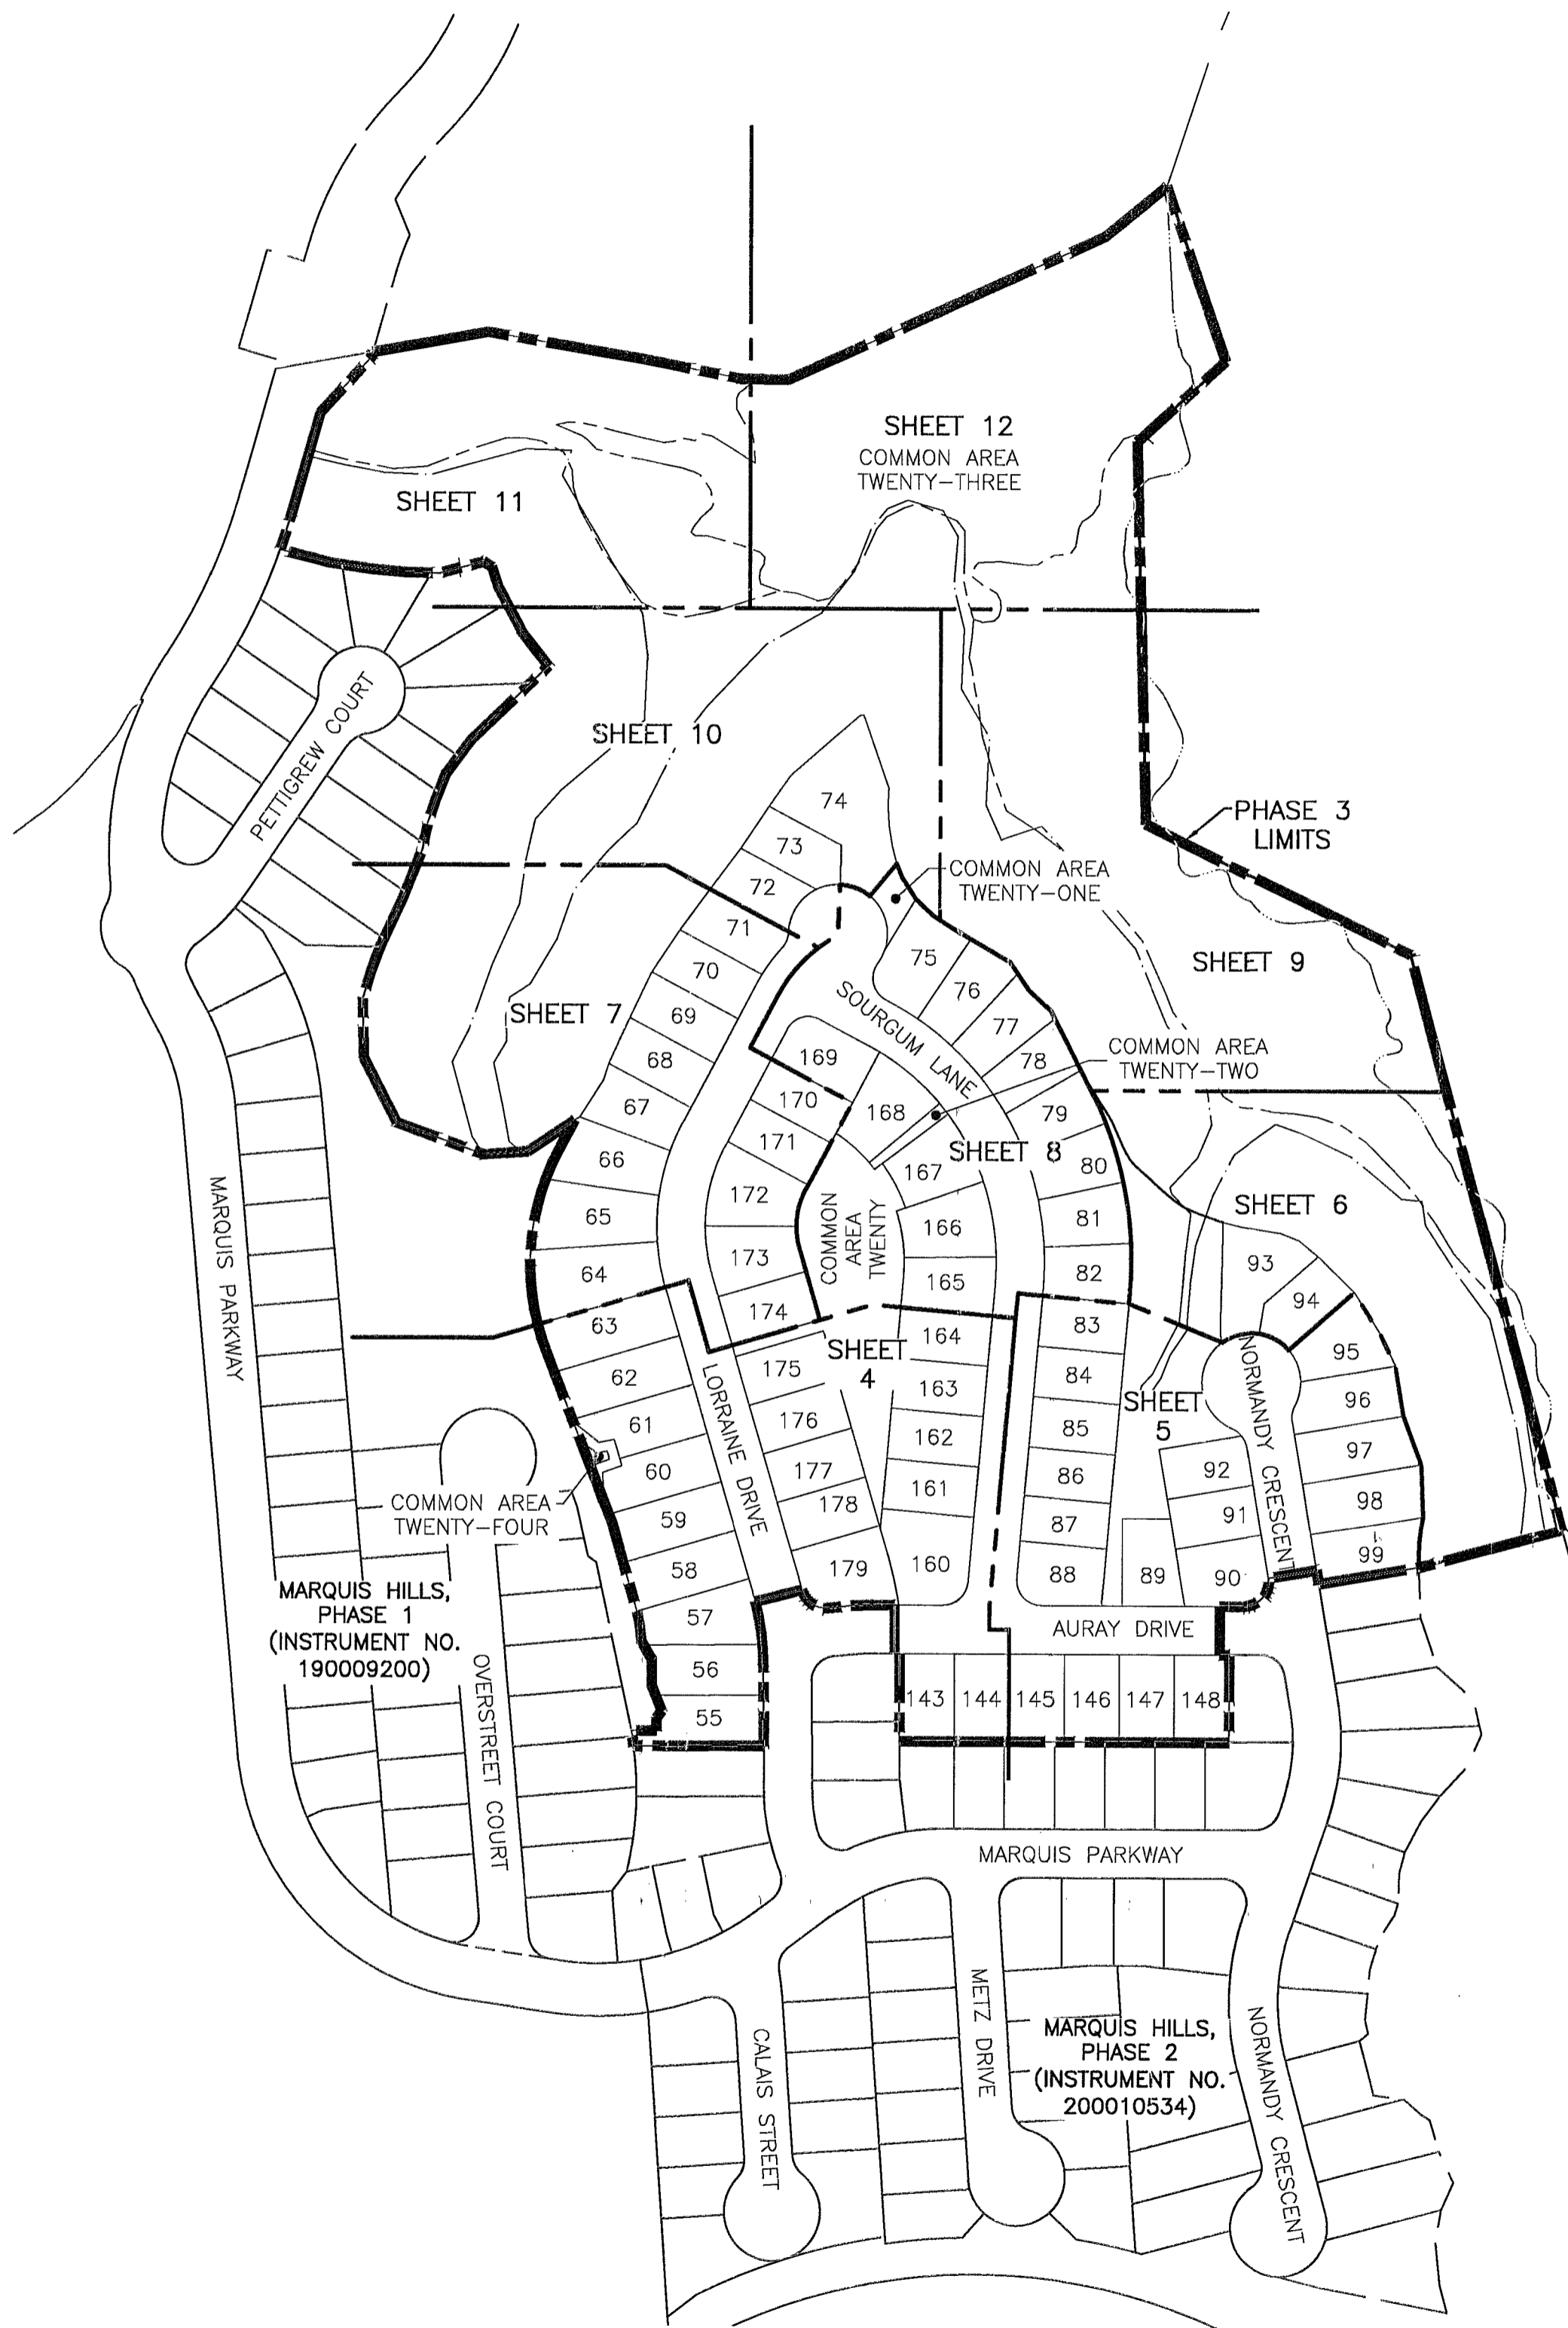 SHEET 12
COMMON AREA
TWENTY-THREE
SHEET 11
PETTIGREW COURT
SHEET 10
74
73
72
71
70
69
68
67
66
65
64
PHASE 3
LIMITS
COMMON AREA
TWENTY-ONE
SHEET 9
SHEET 7
75
76
77
78
SOURGUM LANE
COMMON AREA
TWENTY-TWO
79
80
81
82
169
170
171
172
173
174
168
167
166
165
SHEET 8
COMMON
AREA
TWENTY
SHEET 6
93
94
MARQUIS PARKWAY
63
62
61
60
59
58
57
56
55
LORRAINE DRIVE
SHEET
4
175
176
177
178
179
164
163
162
161
160
83
84
85
86
87
88
SHEET
5
89
90
91
92
NORMANDY CRESCENT
95
96
97
98
99
COMMON AREA
TWENTY-FOUR
MARQUIS HILLS,
PHASE 1
(INSTRUMENT NO.
190009200)
OVERSTREET COURT
AURAY DRIVE
143
144
145
146
147
148
MARQUIS PARKWAY
CALAIS STREET
METZ DRIVE
MARQUIS HILLS,
PHASE 2
(INSTRUMENT NO.
200010534)
NORMANDY CRESCENT